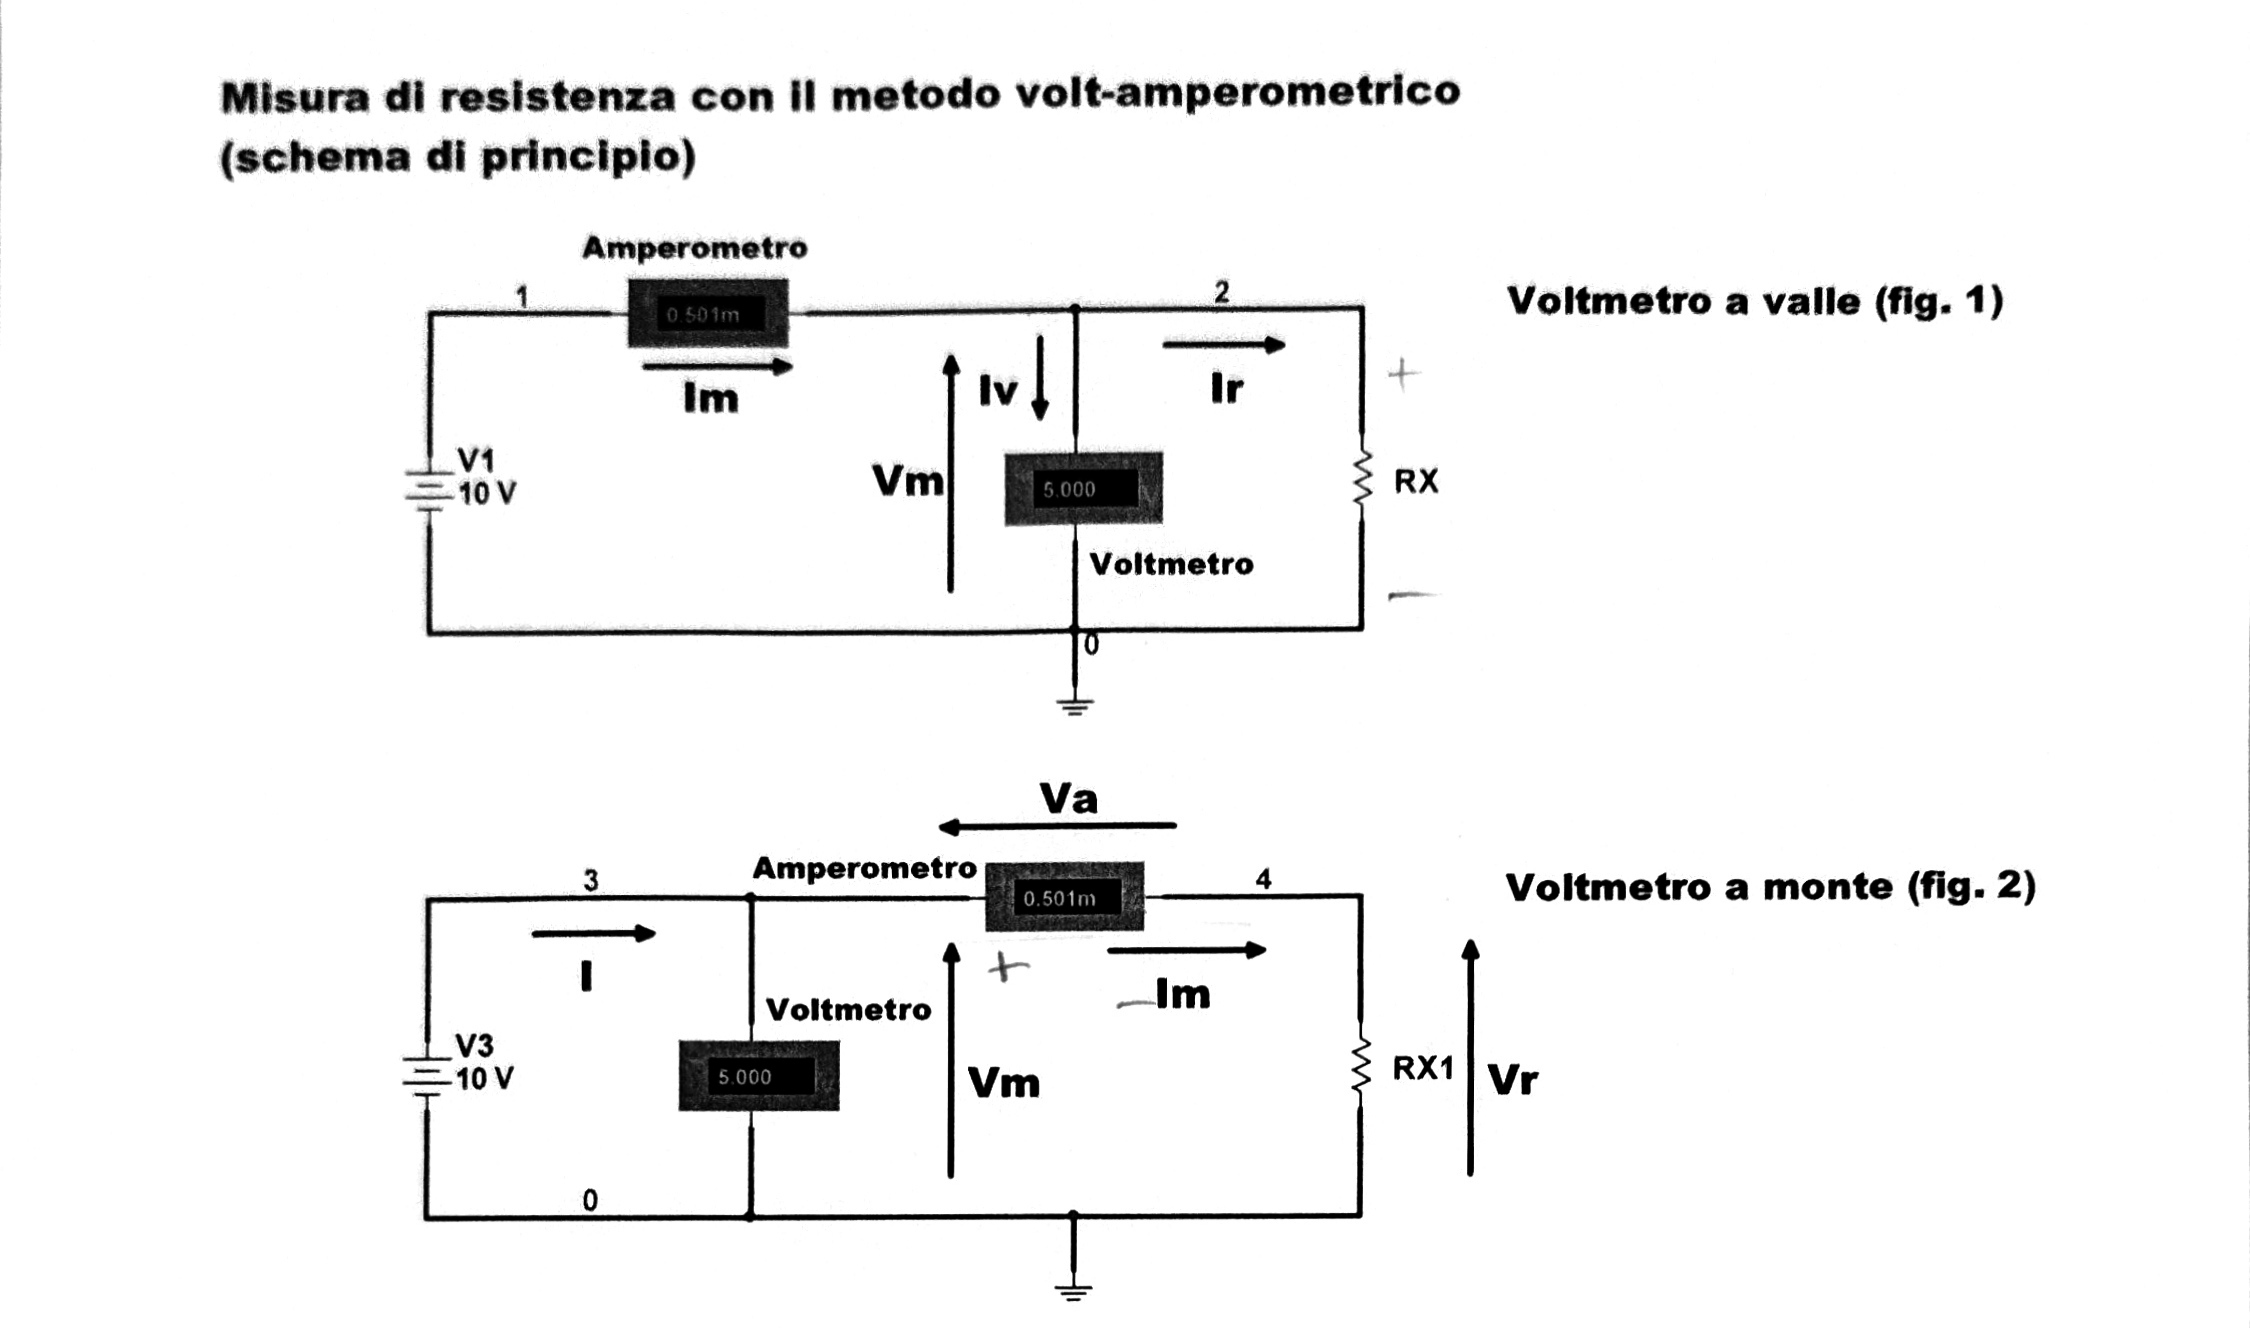 Misura di resistenza con il metodo volt-amperometrico
(schema di principio)
Amperometro
1
0.501m
2
Voltmetro a valle (fig. 1)
Im
Iv
Ir
+
V1
10 V
Vm
5.000
V
RX
Voltmetro
−
0
Va
Amperometro
3
0.501m
4
Voltmetro a monte (fig. 2)
I
+
−
Im
Voltmetro
V3
10 V
5.000
Vm
RX1
Vr
0